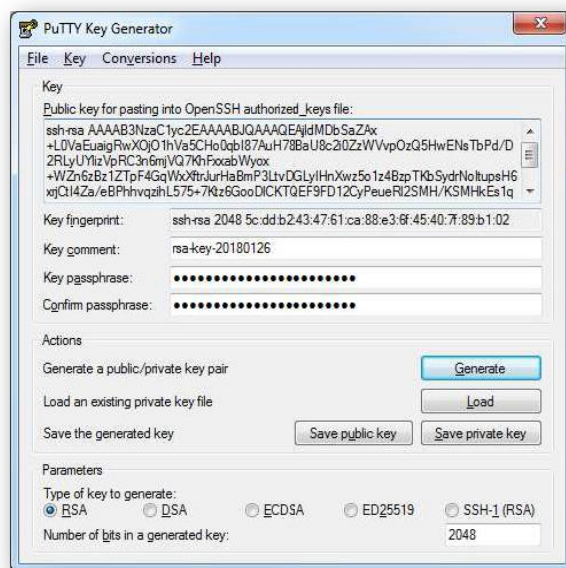 PuTTY Key Generator
File Key Conversions Help
Key
Public key for pasting into OpenSSH authorized_keys file:
ssh-rsa AAAAB3NzaC1yc2EAAAABJQAAAQEAjldMDbSaZAx
+L0VaEuaigRwXOjO1hVa5CHo0qbI87AuH78BaU8c2i0ZzWVvpOzQ5HwENsTbPd/D
2RLyUYlizVpRC3n6mjVQ7KhFxxabWyox
+WZn6zBz1ZTpF4GqWxXftrJurHaBmP3LtvDGLylHnXwz5o1z4BzpTKbSydrNoltupsH6
xrjCtI4Za/eBPhhvqzihL575+7Ktz6GooDlCKTQEF9FD12CyPeueRl2SMH/KSMHkEs1q
Key fingerprint: ssh-rsa 2048 5c:dd:b2:43:47:61:ca:88:e3:6f:45:40:7f:89:b1:02
Key comment: rsa-key-20180126
Key passphrase:
Confirm passphrase:
Actions
Generate a public/private key pair Generate
Load an existing private key file Load
Save the generated key Save public key Save private key
Parameters
Type of key to generate:
RSA DSA ECDSA ED25519 SSH-1 (RSA)
Number of bits in a generated key: 2048